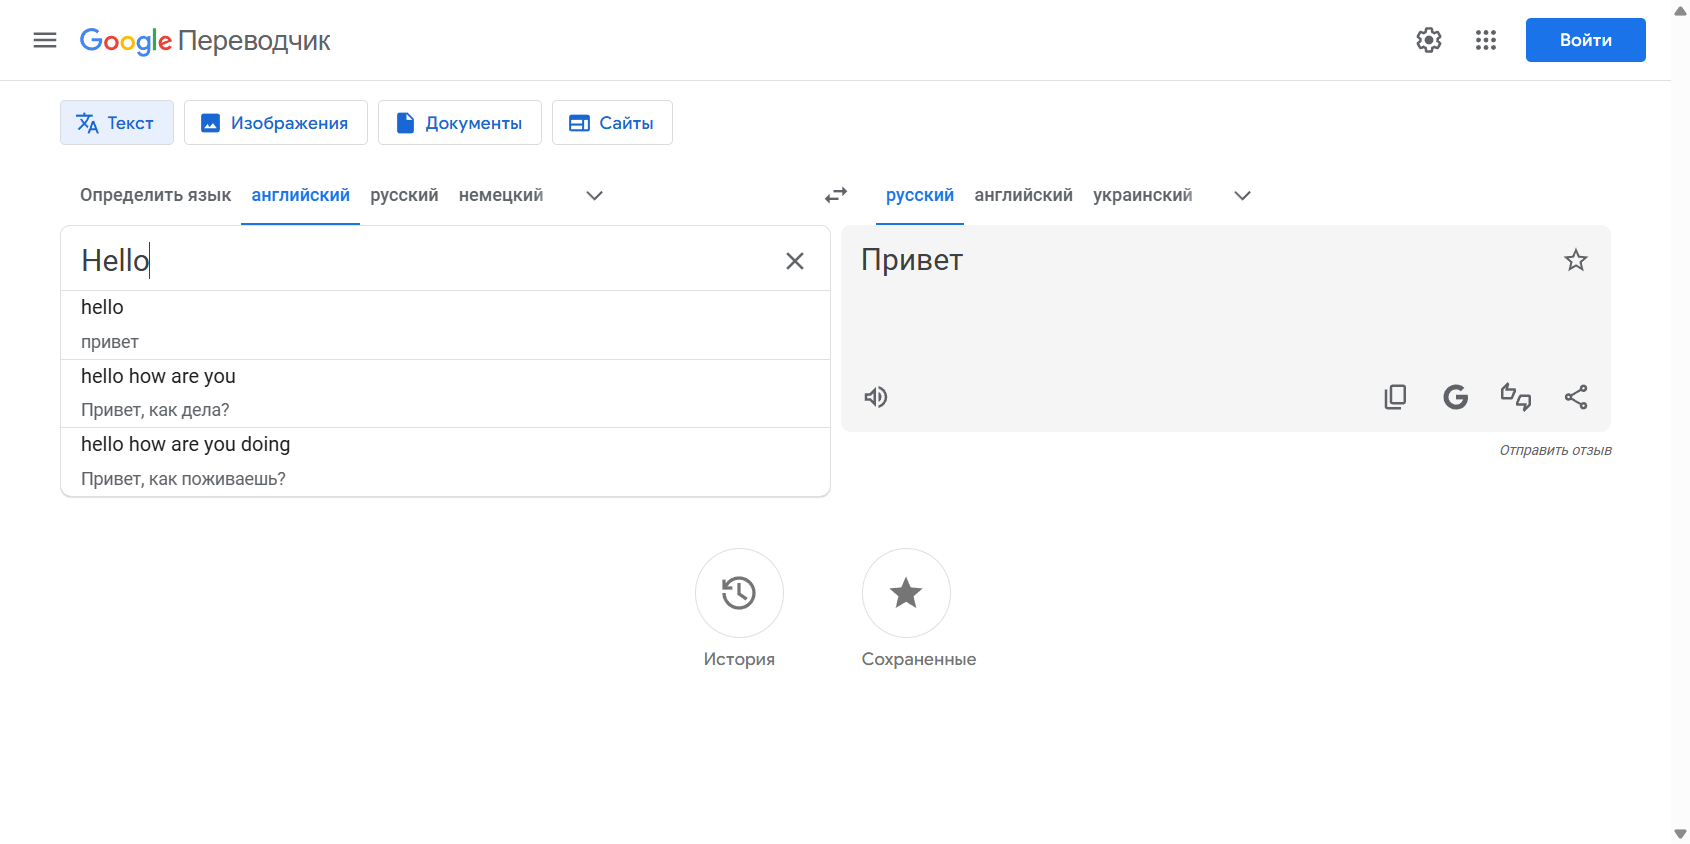 Google Переводчик
Войти
Текст
Изображения
Документы
Сайты
Определить язык английский русский немецкий
русский английский украинский
Hello
hello
привет
hello how are you
Привет, как дела?
hello how are you doing
Привет, как поживаешь?
Привет
Отправить отзыв
История
Сохраненные